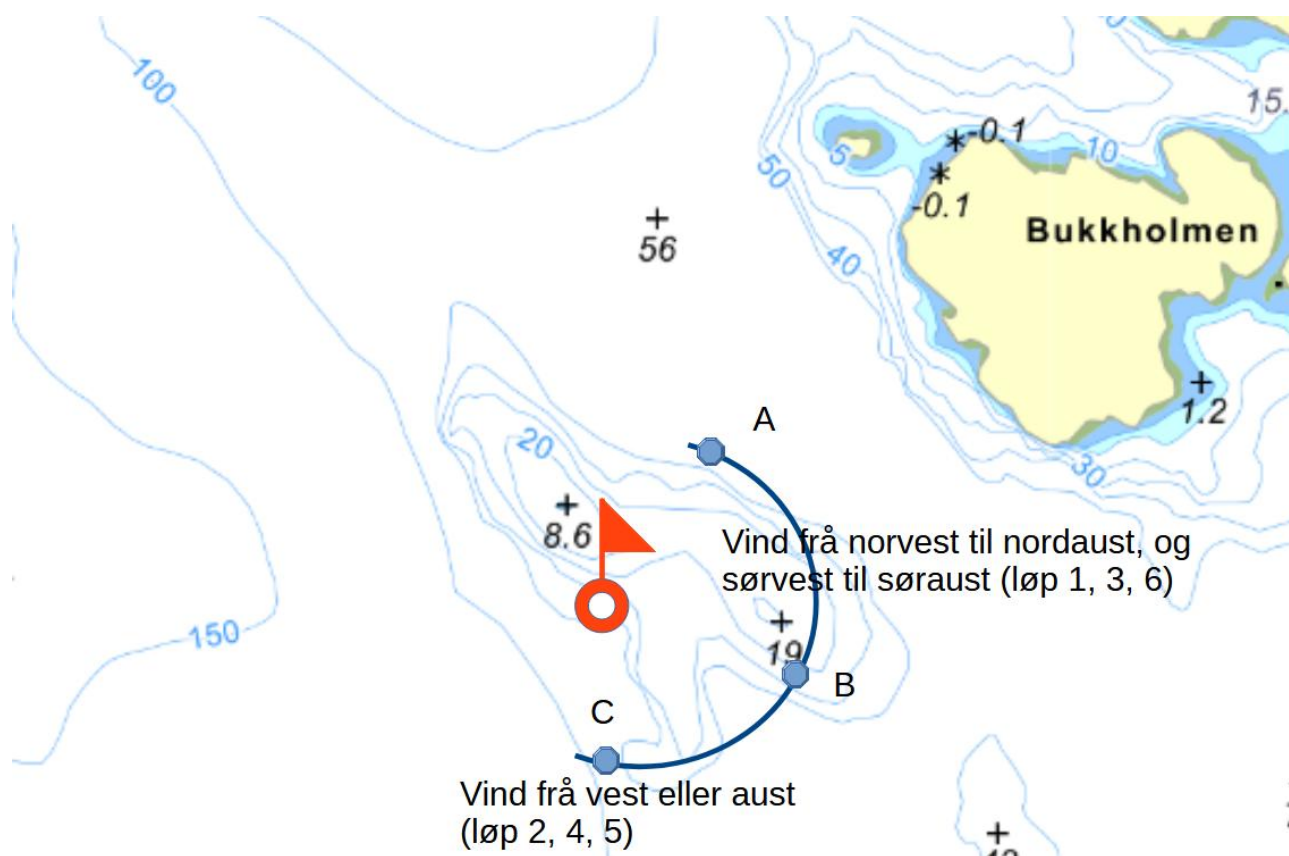 100
15.
-0.1
10
5
50
-0.1
Bukkholmen
56
40
1.2
A
20
30
8.6
Vind frå norvest til nordaust, og
sørvest til søraust (løp 1, 3, 6)
150
19
B
C
Vind frå vest eller aust
(løp 2, 4, 5)